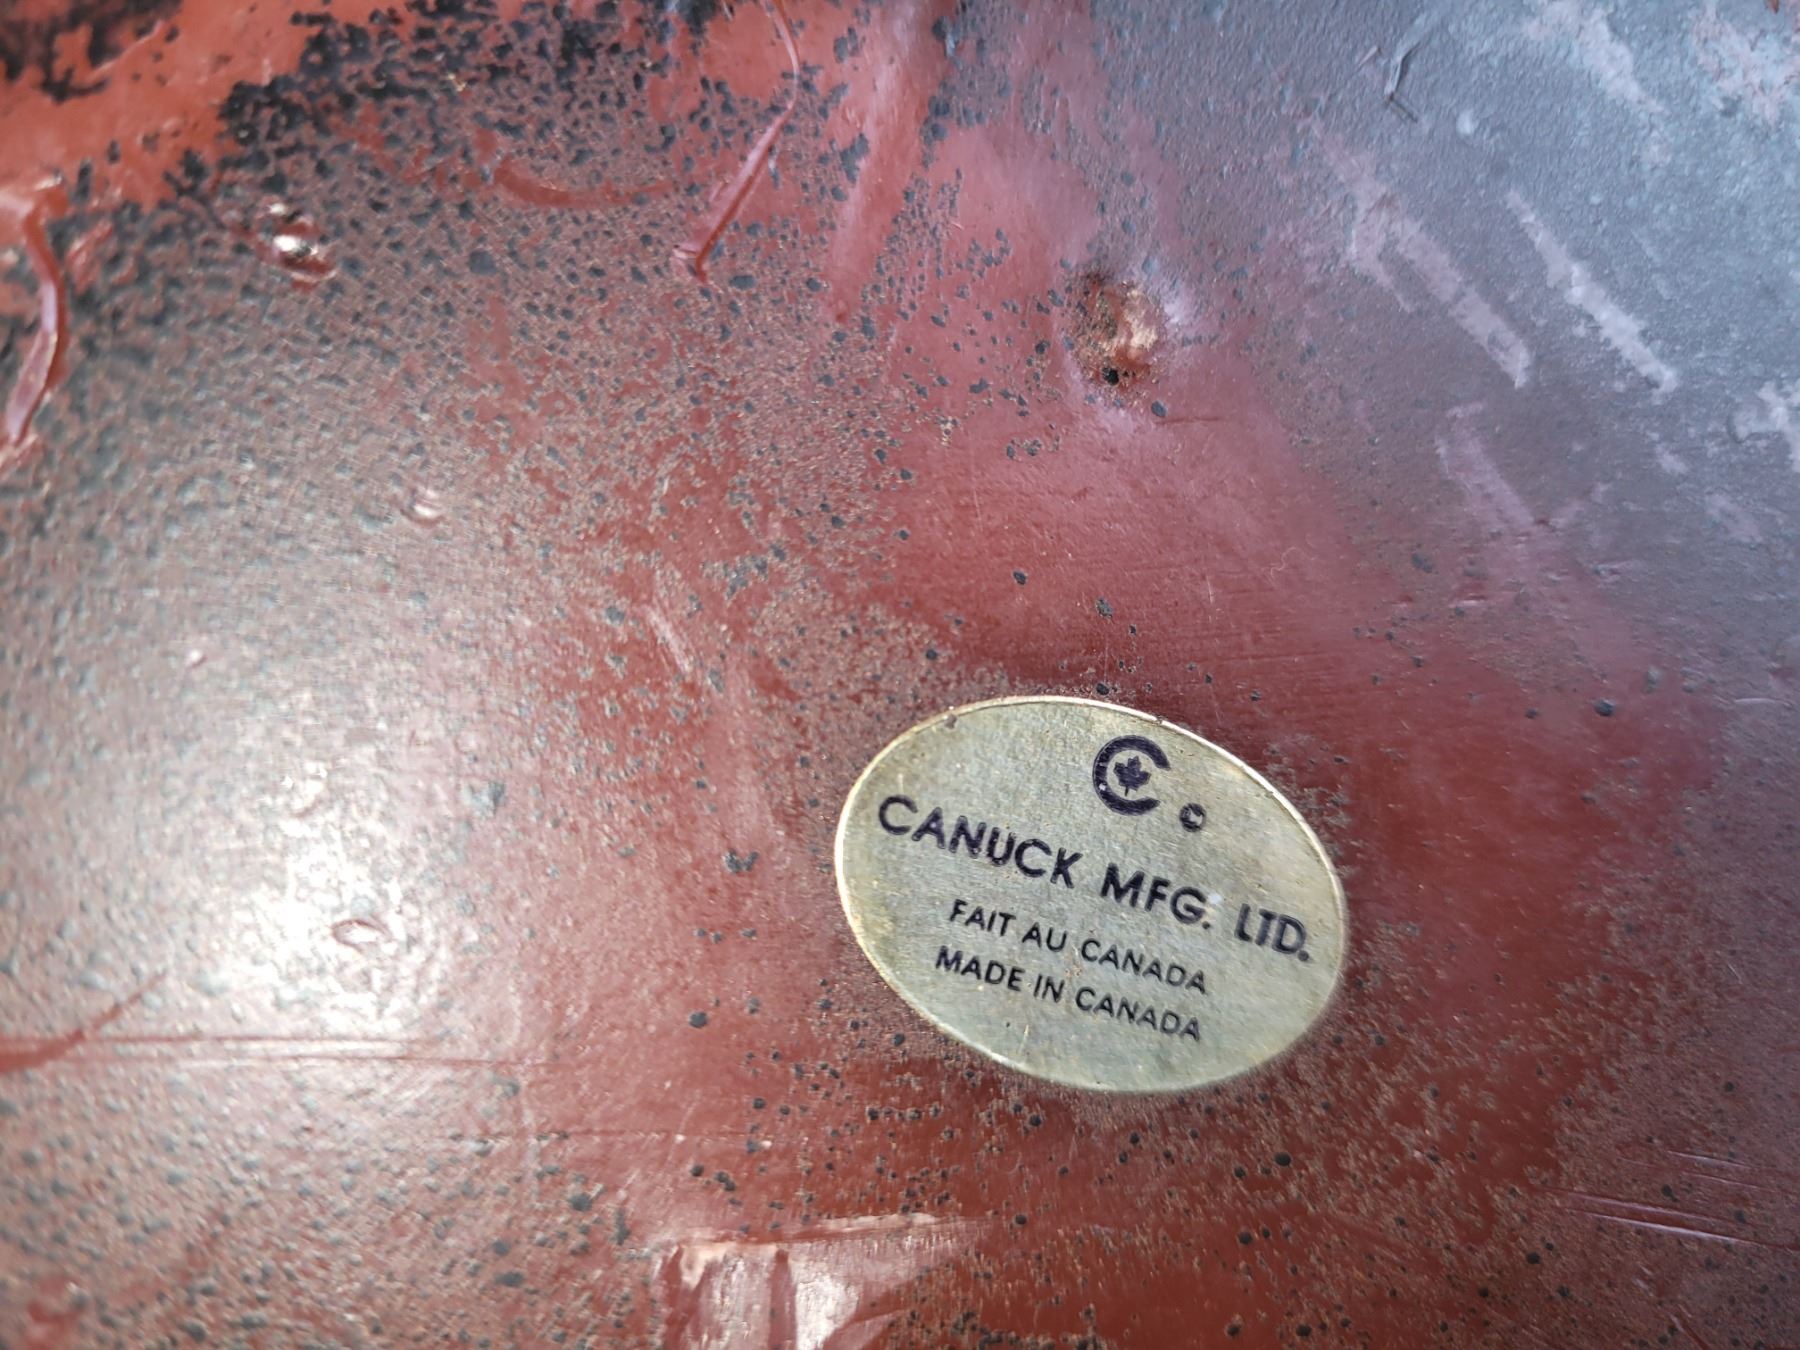 C ©
CANUCK MFG. LTD.
FAIT AU CANADA
MADE IN CANADA